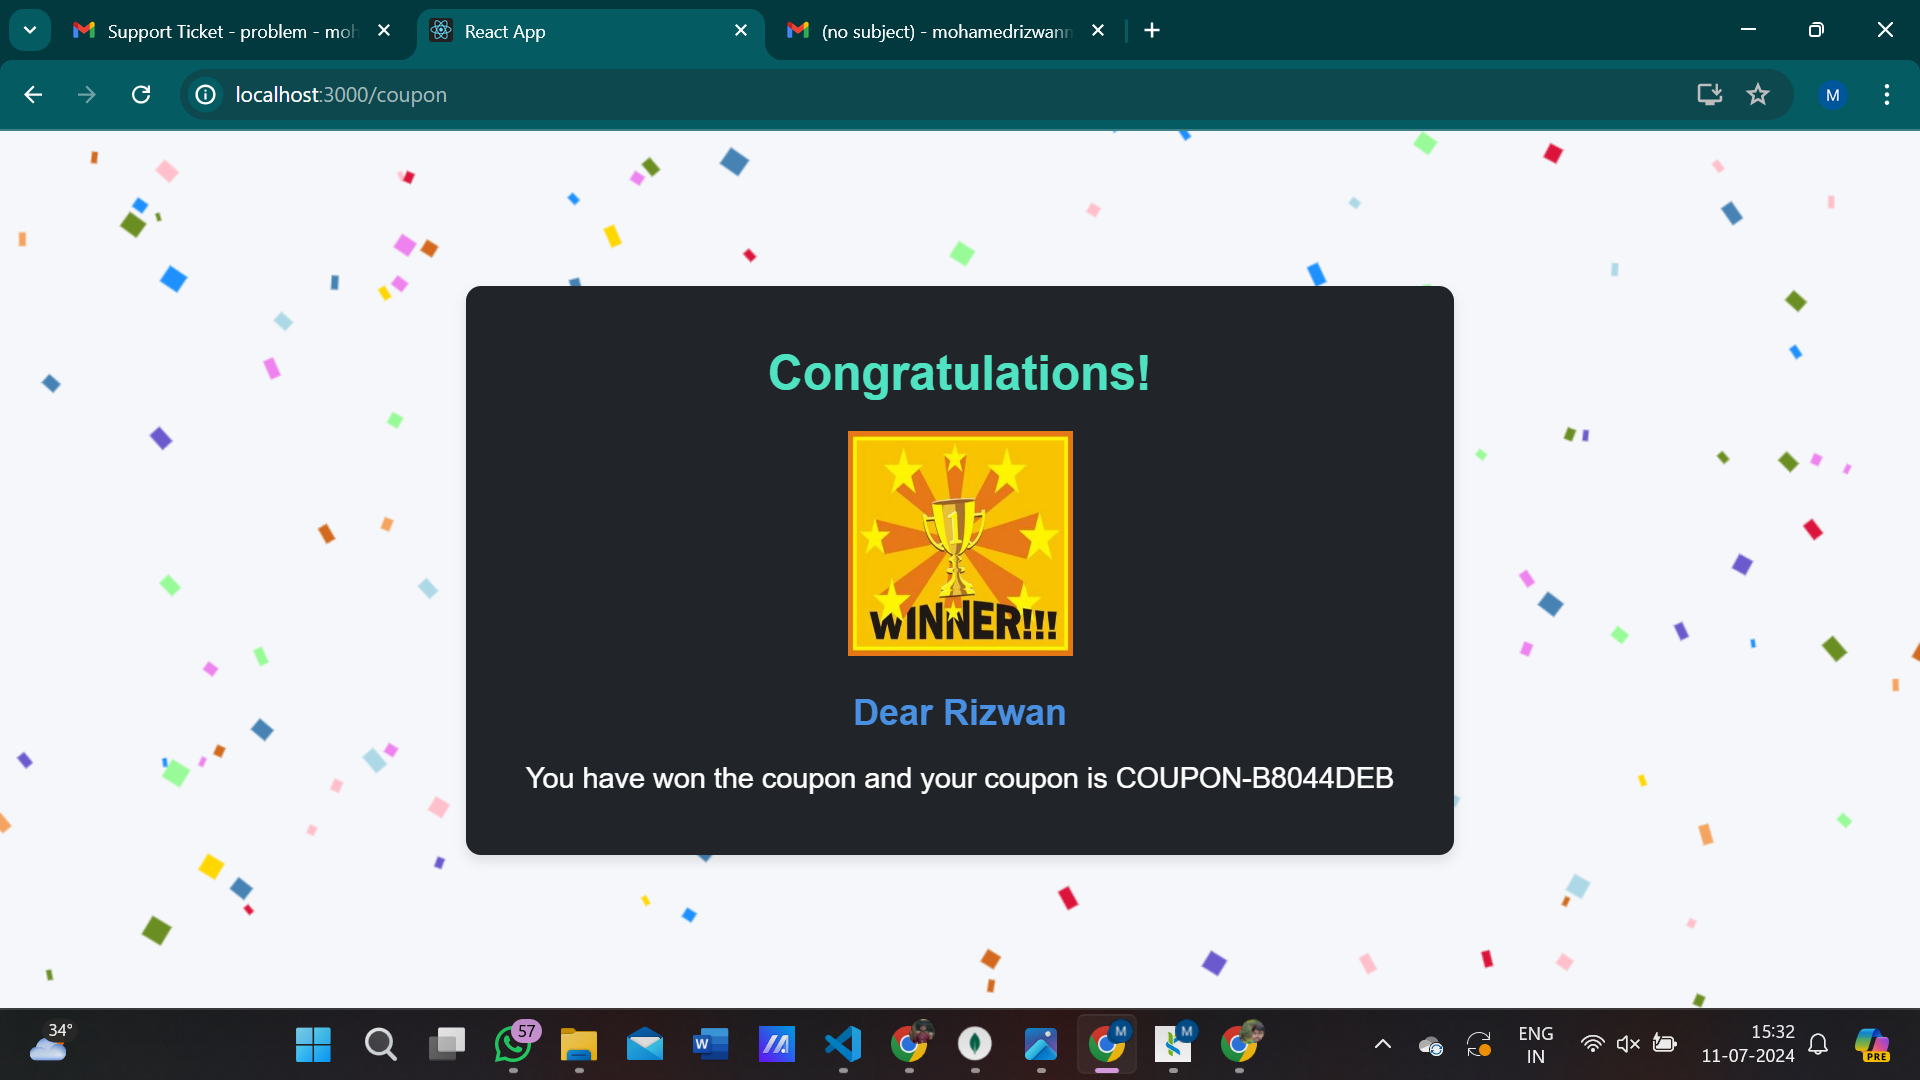 Support Ticket - problem - moh
React App
(no subject) - mohamedrizwann
localhost:3000/coupon
M
Congratulations!
1
WINNER!!!
Dear Rizwan
You have won the coupon and your coupon is COUPON-B8044DEB
34°
57
W
M
M
ENG
IN
15:32
11-07-2024
PRE